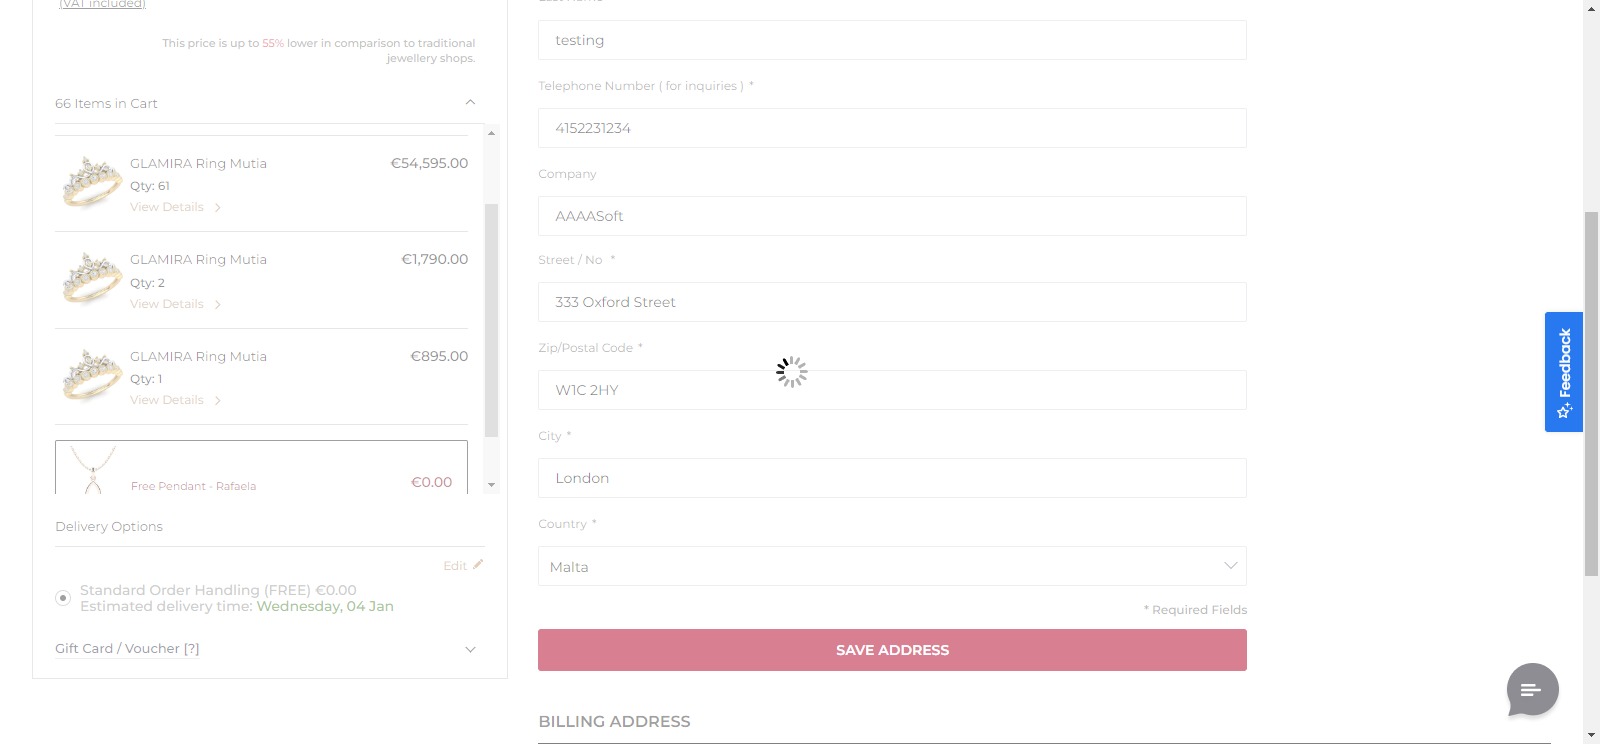 (VAT included)
This price is up to 55% lower in comparison to traditional
jewellery shops.
66 Items in Cart
GLAMIRA Ring Mutia
€54,595.00
Qty: 61
View Details
GLAMIRA Ring Mutia
€1,790.00
Qty: 2
View Details
GLAMIRA Ring Mutia
€895.00
Qty: 1
View Details
Free Pendant - Rafaela
€0.00
Delivery Options
Edit
Standard Order Handling (FREE) €0.00
Estimated delivery time: Wednesday, 04 Jan
Gift Card / Voucher [?]
Last Name
testing
Telephone Number ( for inquiries ) *
4152231234
Company
AAAASoft
Street / No *
333 Oxford Street
Zip/Postal Code *
W1C 2HY
City *
London
Country *
Malta
* Required Fields
SAVE ADDRESS
BILLING ADDRESS
Feedback